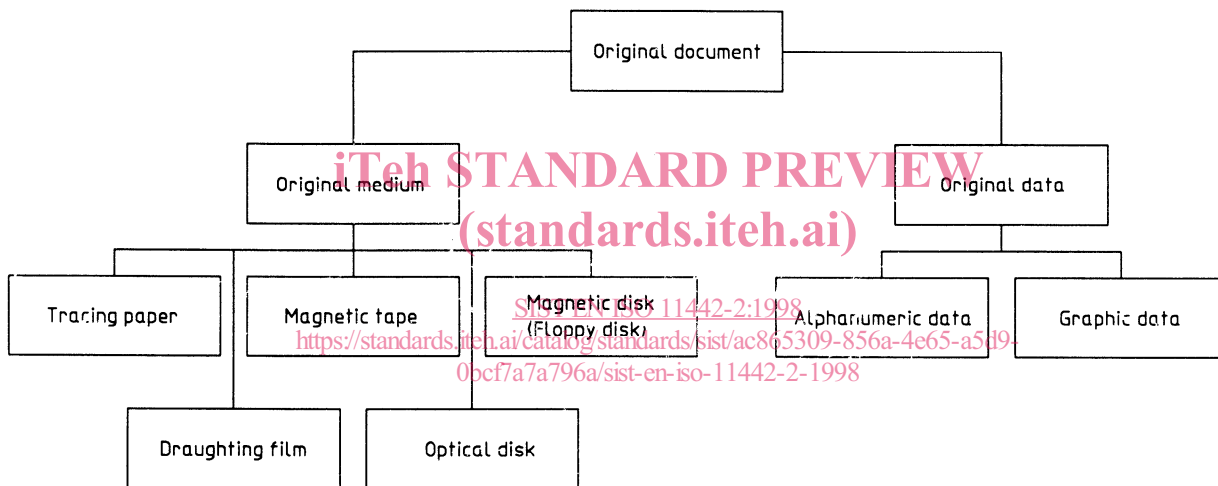 Original document
Original medium
Original data
iTeh STANDARD PREVIEW
(standards.iteh.ai)
Tracing paper
Magnetic tape
Magnetic disk
(Floppy disk)
Alphanumeric data
Graphic data
SIST EN ISO 11442-2:1998
https://standards.iteh.ai/catalog/standards/sist/ac865309-856a-4e65-a5d9-
0bcf7a7a796a/sist-en-iso-11442-2-1998
Draughting film
Optical disk